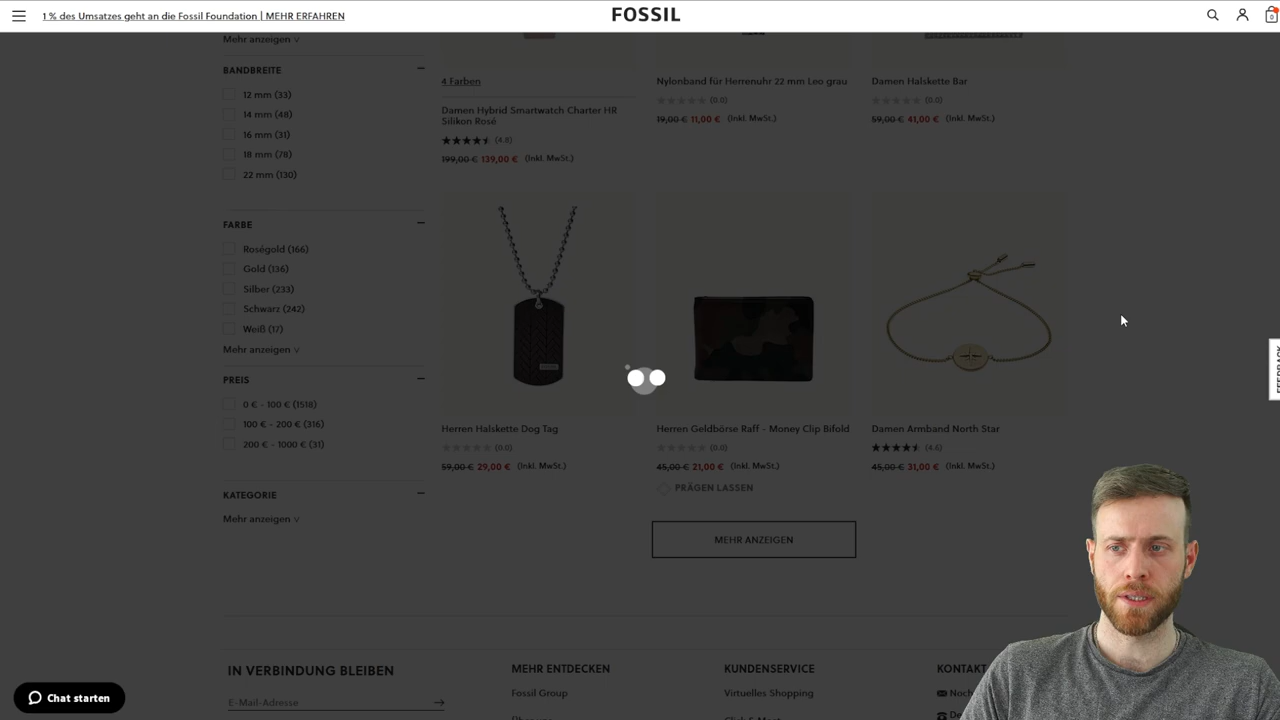 1 % des Umsatzes geht an die Fossil Foundation | MEHR ERFAHREN
FOSSIL
0
Mehr anzeigen ∨
BANDBREITE
12 mm (33)
14 mm (48)
16 mm (31)
18 mm (78)
22 mm (130)
FARBE
Roségold (166)
Gold (136)
Silber (233)
Schwarz (242)
Weiß (17)
Mehr anzeigen ∨
PREIS
0 € - 100 € (1518)
100 € - 200 € (316)
200 € - 1000 € (31)
KATEGORIE
Mehr anzeigen ∨
4 Farben
Damen Hybrid Smartwatch Charter HR
Silikon Rosé
(4.8)
199,00 € 139,00 € (Inkl. MwSt.)
Nylonband für Herrenuhr 22 mm Leo grau
(0.0)
19,00 € 11,00 € (Inkl. MwSt.)
Damen Halskette Bar
(0.0)
59,00 € 41,00 € (Inkl. MwSt.)
Herren Halskette Dog Tag
(0.0)
59,00 € 29,00 € (Inkl. MwSt.)
Herren Geldbörse Raff - Money Clip Bifold
(0.0)
45,00 € 21,00 € (Inkl. MwSt.)
PRÄGEN LASSEN
Damen Armband North Star
(4.6)
45,00 € 31,00 € (Inkl. MwSt.)
MEHR ANZEIGEN
FEEDBACK
IN VERBINDUNG BLEIBEN
E-Mail-Adresse
MEHR ENTDECKEN
Fossil Group
KUNDENSERVICE
Virtuelles Shopping
KONTAKT
Chat starten